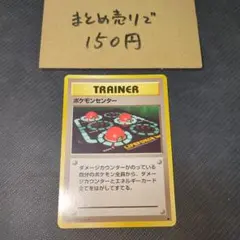 まとめ売りで
150円
TRAINER
ポケモンセンター
ダメージカウンターがのっている
自分のポケモン全員から、ダメ
ージカウンターとエネルギーカード
全てをはがしてすてる。